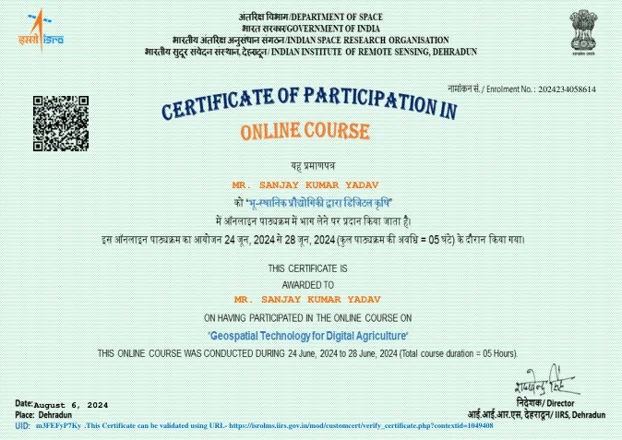 अंतरिक्ष विभाग/DEPARTMENT OF SPACE
भारत सरकार/GOVERNMENT OF INDIA
भारतीय अंतरिक्ष अनुसंधान संगठन/INDIAN SPACE RESEARCH ORGANISATION
भारतीय सुदूर संवेदन संस्थान, देहरादून/ INDIAN INSTITUTE OF REMOTE SENSING, DEHRADUN
इसरो isro
नामांकन सं. / Enrolment No. : 2024234058614
CERTIFICATE OF PARTICIPATION IN
ONLINE COURSE
यह प्रमाणपत्र
MR. SANJAY KUMAR YADAV
को "भू-स्थानिक प्रौद्योगिकी द्वारा डिजिटल कृषि"
में ऑनलाइन पाठ्यक्रम में भाग लेने पर प्रदान किया जाता है।
इस ऑनलाइन पाठ्यक्रम का आयोजन 24 जून, 2024 से 28 जून, 2024 (कुल पाठ्यक्रम की अवधि = 05 घंटे) के दौरान किया गया।
THIS CERTIFICATE IS
AWARDED TO
MR. SANJAY KUMAR YADAV
ON HAVING PARTICIPATED IN THE ONLINE COURSE ON
"Geospatial Technology for Digital Agriculture"
THIS ONLINE COURSE WAS CONDUCTED DURING 24 June, 2024 to 28 June, 2024 (Total course duration = 05 Hours).
Date: August 6, 2024
Place: Dehradun
निदेशक/ Director
आई.आई.आर.एस, देहरादून/ IIRS, Dehradun
UID: m3FEFyP7Ky .This Certificate can be validated using URL- https://isrolms.iirs.gov.in/mod/customcert/verify_certificate.php?contextid=1049408